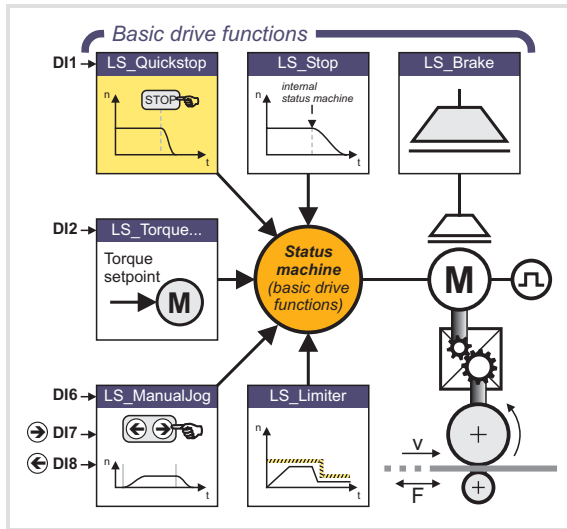 Basic drive functions
DI1
LS_Quickstop
n
STOP
t
LS_Stop
internal
status machine
n
t
LS_Brake
DI2
LS_Torque...
Torque
setpoint
M
Status
machine
(basic drive
functions)
M
DI6
DI7
DI8
LS_ManualJog
n
t
LS_Limiter
n
t
v
F